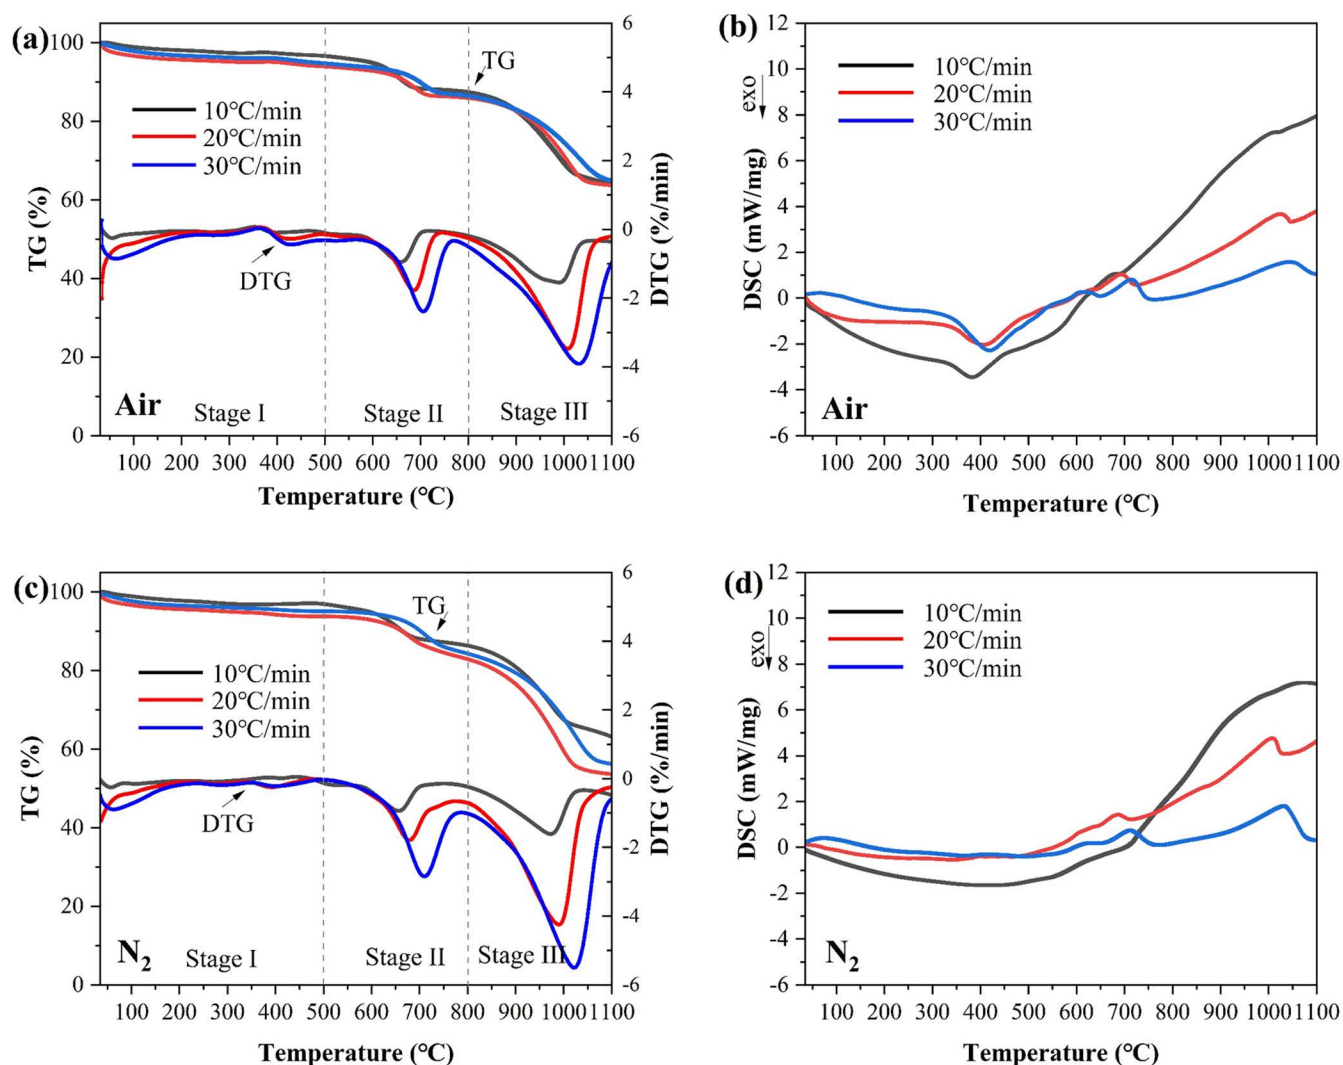 (a)
TG (%)
100
80
60
40
20
0
6
4
2
0
-2
-4
-6
DTG (%/min)
10°C/min
20°C/min
30°C/min
TG
DTG
Air
Stage I
Stage II
Stage III
100 200 300 400 500 600 700 800 900 1000 1100
Temperature (°C)
(b)
DSC (mW/mg)
12
10
8
6
4
2
0
-2
-4
-6
exo
10°C/min
20°C/min
30°C/min
Air
100 200 300 400 500 600 700 800 900 1000 1100
Temperature (°C)
(c)
TG (%)
100
80
60
40
20
0
6
4
2
0
-2
-4
-6
DTG (%/min)
TG
10°C/min
20°C/min
30°C/min
DTG
N2
Stage I
Stage II
Stage III
100 200 300 400 500 600 700 800 900 1000 1100
Temperature (°C)
(d)
DSC (mW/mg)
12
10
8
6
4
2
0
-2
-4
-6
exo
10°C/min
20°C/min
30°C/min
N2
100 200 300 400 500 600 700 800 900 1000 1100
Temperature (°C)